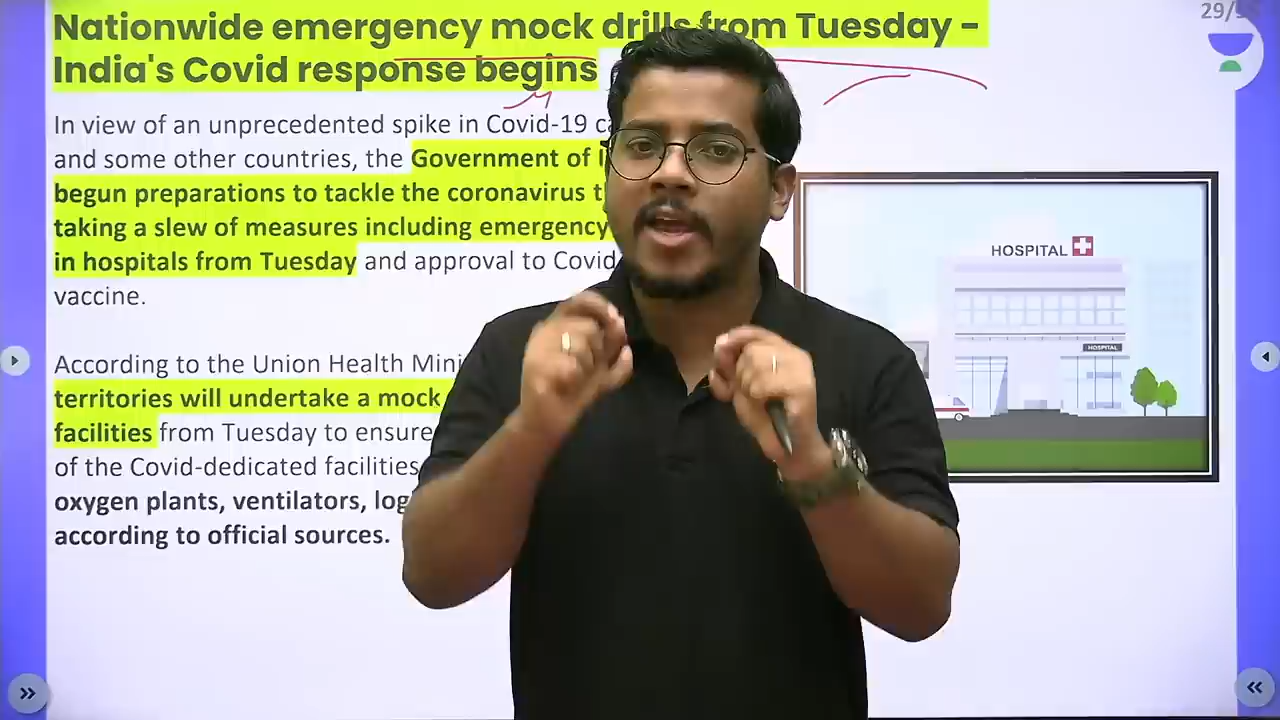 Nationwide emergency mock drills from Tuesday -
India's Covid response begins
In view of an unprecedented spike in Covid-19
and some other countries, the Government of
begun preparations to tackle the coronavirus
taking a slew of measures including emergency
in hospitals from Tuesday and approval to Covid
vaccine.
According to the Union Health
territories will undertake a mock
facilities from Tuesday to ensure
of the Covid-dedicated facilities
oxygen plants, ventilators,
according to official sources.
HOSPITAL
HOSPITAL
29/